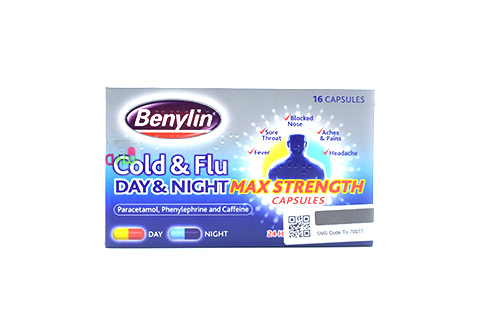 16 CAPSULES
Benylin®
Blocked
Nose
Sore
Throat
Aches
& Pains
Fever
Headache
Cold & Flu
DAY & NIGHT MAX STRENGTH
CAPSULES
Paracetamol, Phenylephrine and Caffeine
DAY
NIGHT
24 H
SMS Code To 70077